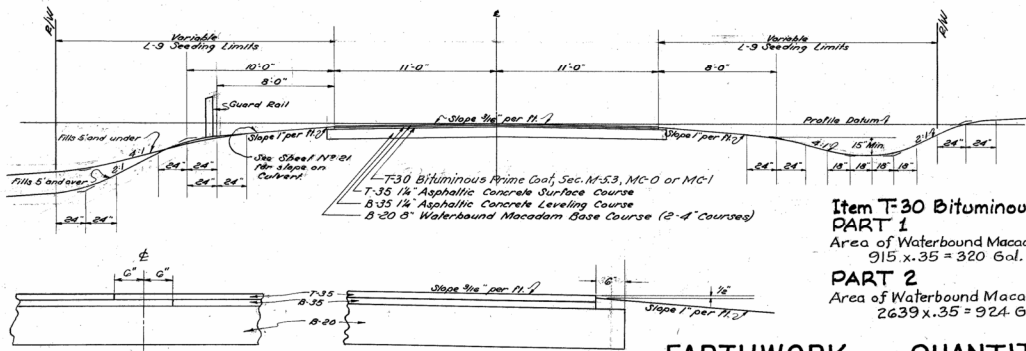 R/W
℄
R/W
Variable
L-9 Seeding Limits
Variable
L-9 Seeding Limits
10'-0"
11'-0"
11'-0"
8'-0"
8'-0"
Guard Rail
Slope 3/16" per ft.
Profile Datum
Fills 5' and under
4:1
Slope 1" per ft.
Slope 1" per ft.
4:1
15" Min.
2:1
24" 24"
See Sheet No 21
for slope on
Culvert.
24" 24"
18" 18" 18" 18"
24" 24"
Fills 5' and over
2:1
24" 24"
24" 24"
T-30 Bituminous Prime Coat, Sec. M-5.3, MC-0 or MC-1
T-35 1¼" Asphaltic Concrete Surface Course
B-35 1¼" Asphaltic Concrete Leveling Course
B-20 8" Waterbound Macadam Base Course (2-4" Courses)
Item T-30 Bituminou
PART 1
Area of Waterbound Macad
915 x .35 = 320 Gal.
PART 2
Area of Waterbound Maca
2639 x .35 = 924 G
℄
6" 6"
T-35
B-35
B-20
Slope 3/16" per ft.
6"
½"
Slope 1" per ft.
EARTHWORK QUANTIT